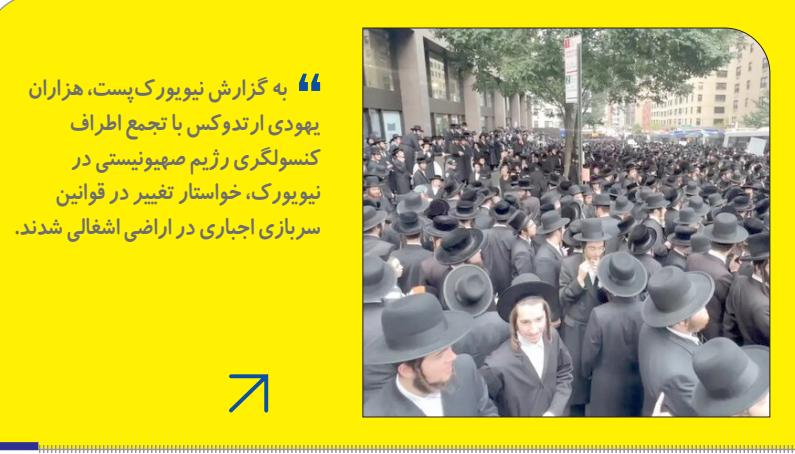 به گزارش نیویورک‌پست، هزاران
یهودی ارتدوکس با تجمع اطراف
کنسولگری رژیم صهیونیستی در
نیویورک، خواستار تغییر در قوانین
سربازی اجباری در اراضی اشغالی شدند.